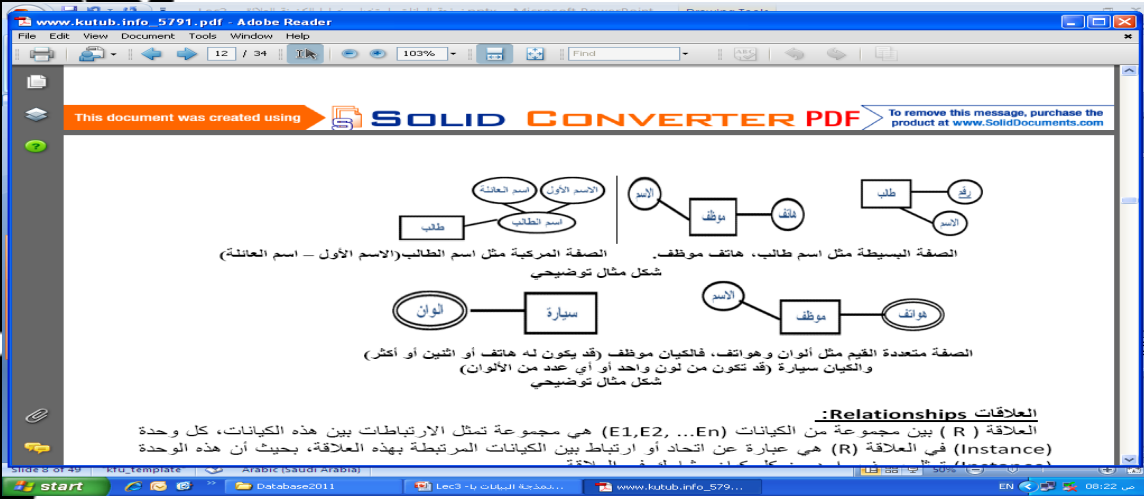 www.kutub.info_5791.pdf - Adobe Reader
File Edit View Document Tools Window Help
12 / 34 103% Find
This document was created using SOLID CONVERTER PDF
To remove this message, purchase the
product at www.SolidDocuments.com
طالب رقم الاسم
موظف الاسم هاتف
طالب اسم الطالب الاسم الأول اسم العائلة
الصفة البسيطة مثل اسم طالب، هاتف موظف.
الصفة المركبة مثل اسم الطالب(الاسم الأول – اسم العائلة)
شكل مثال توضيحي
موظف الاسم هواتف
سيارة ألوان
الصفة متعددة القيم مثل ألوان وهواتف، فالكيان موظف (قد يكون له هاتف أو اثنين أو أكثر)
والكيان سيارة (قد تكون من لون واحد أو أي عدد من الألوان)
شكل مثال توضيحي
العلاقات Relationships:
العلاقة ( R ) بين مجموعة من الكيانات (E1,E2, ...En) هي مجموعة تمثل الارتباطات بين هذه الكيانات، كل وحدة
(Instance) في العلاقة (R) هي عبارة عن اتحاد أو ارتباط بين الكيانات المرتبطة بهذه العلاقة، بحيث أن هذه الوحدة
Slide 8 of 49 kfu_template Arabic (Saudi Arabia) 50%
start Database2011 Lec3 - نمذجة البيانات... www.kutub.info_579... EN 08:22 ص